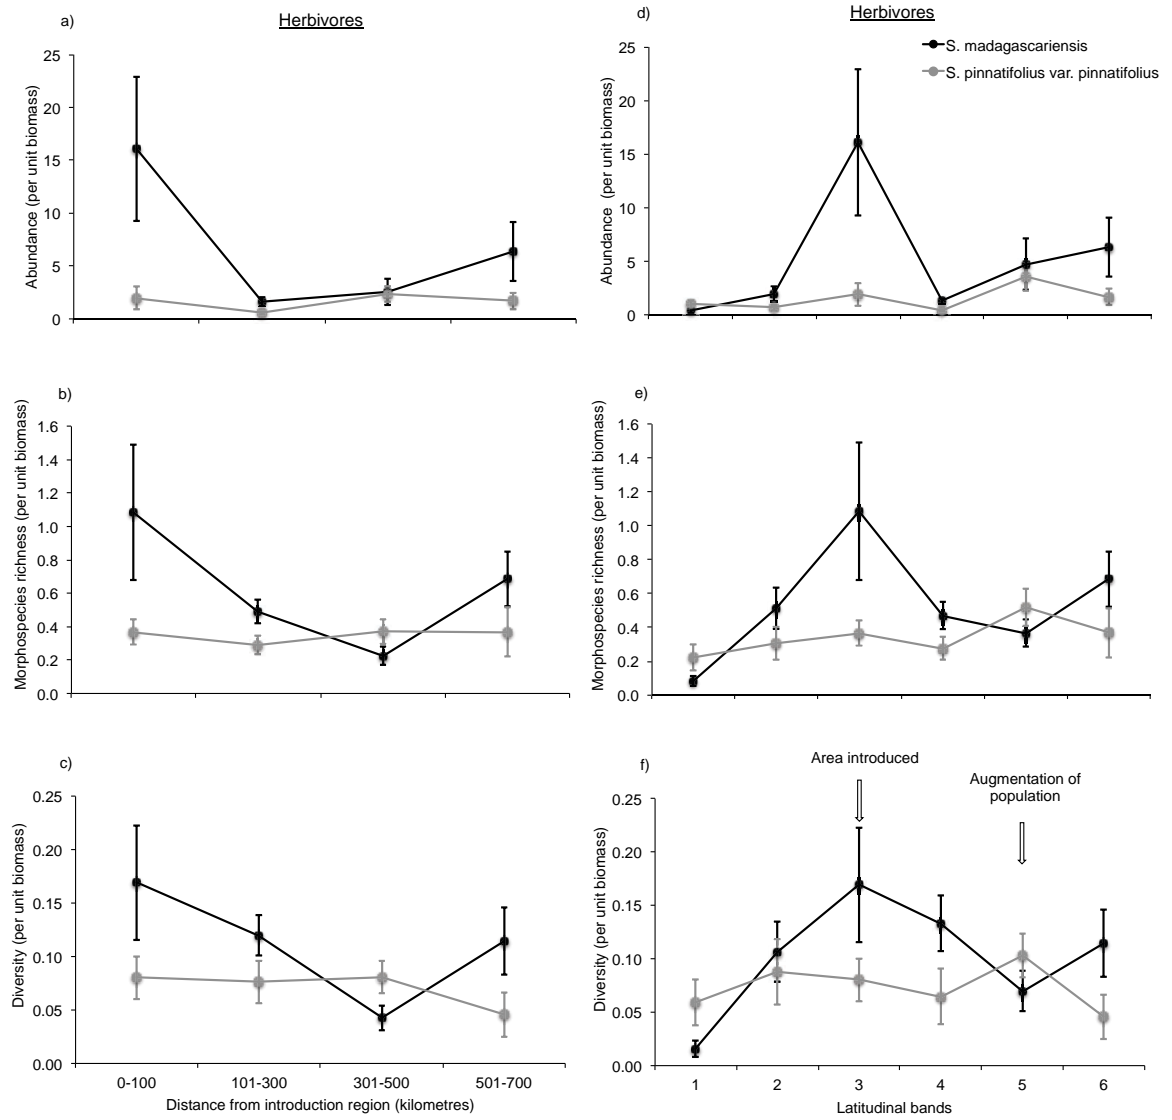 a)
Herbivores
Abundance (per unit biomass)
25
20
15
10
5
0
b)
Morphospecies richness (per unit biomass)
1.6
1.4
1.2
1.0
0.8
0.6
0.4
0.2
0.0
c)
Diversity (per unit biomass)
0.25
0.20
0.15
0.10
0.05
0.00
0-100 101-300 301-500 501-700
Distance from introduction region (kilometres)
d)
Herbivores
S. madagascariensis
S. pinnatifolius var. pinnatifolius
Abundance (per unit biomass)
25
20
15
10
5
0
e)
Morphospecies richness (per unit biomass)
1.6
1.4
1.2
1.0
0.8
0.6
0.4
0.2
0.0
f)
Area introduced
Augmentation of
population
Diversity (per unit biomass)
0.25
0.20
0.15
0.10
0.05
0.00
1 2 3 4 5 6
Latitudinal bands